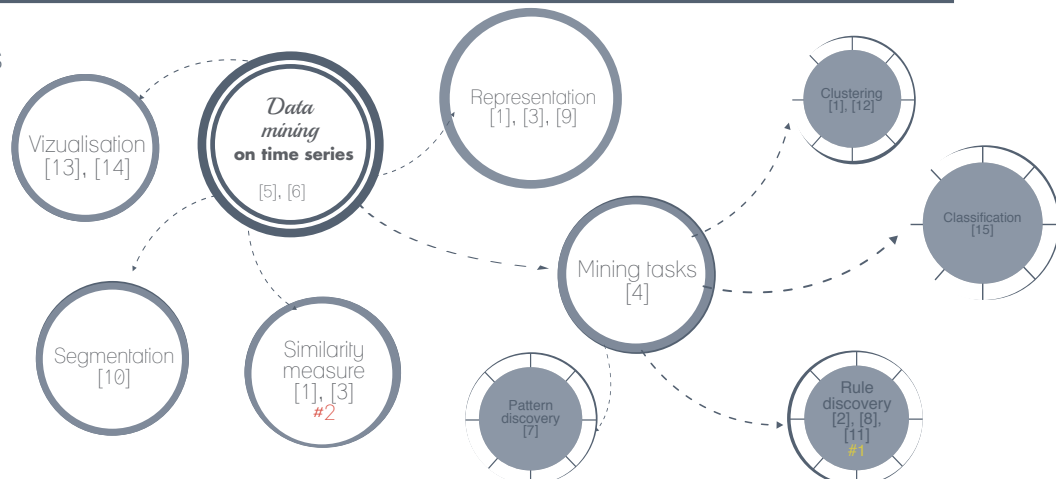 Data
mining
on time series
[5], [6]
Vizualisation
[13], [14]
Representation
[1], [3], [9]
Segmentation
[10]
Similarity
measure
[1], [3]
#2
Mining tasks
[4]
Clustering
[1], [12]
Classification
[15]
Pattern
discovery
[7]
Rule
discovery
[2], [8],
[11]
#1